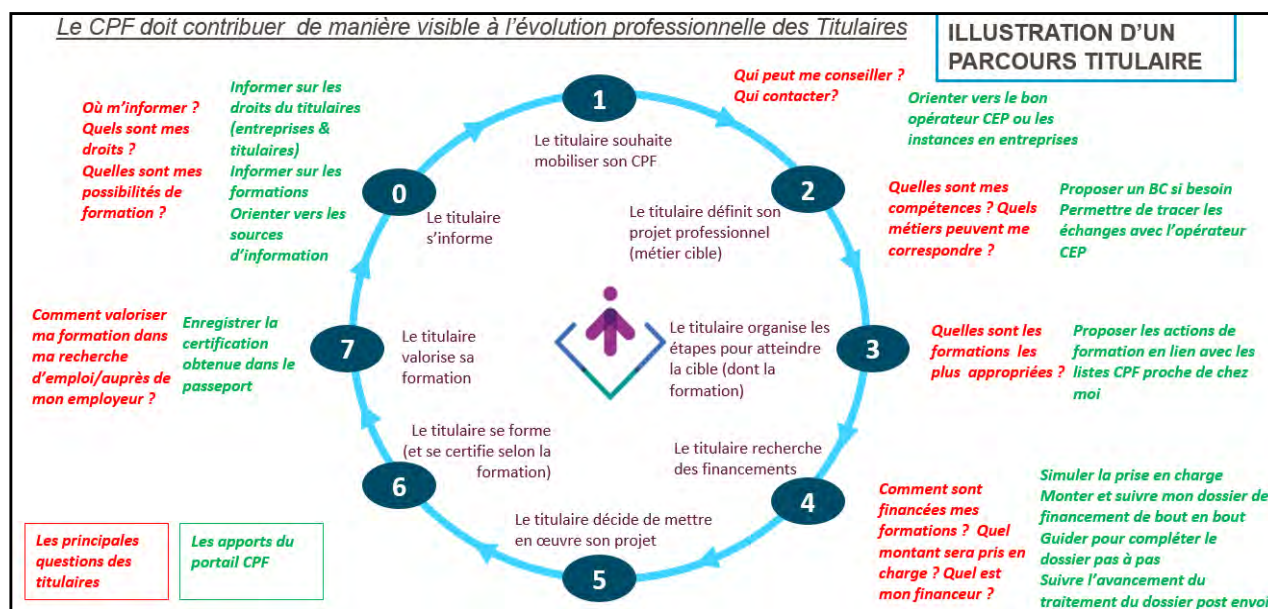 Le CPF doit contribuer de manière visible à l'évolution professionnelle des Titulaires
ILLUSTRATION D'UN
PARCOURS TITULAIRE
Où m'informer ?
Quels sont mes
droits ?
Quelles sont mes
possibilités de
formation ?
Informer sur les
droits du titulaires
(entreprises &
titulaires)
Informer sur les
formations
Orienter vers les
sources
d'information
0
Le titulaire
s'informe
1
Le titulaire souhaite
mobiliser son CPF
Qui peut me conseiller ?
Qui contacter?
Orienter vers le bon
opérateur CEP ou les
instances en entreprises
2
Le titulaire définit son
projet professionnel
(métier cible)
Quelles sont mes
compétences ? Quels
métiers peuvent me
correspondre ?
Proposer un BC si besoin
Permettre de tracer les
échanges avec l'opérateur
CEP
3
Le titulaire organise les
étapes pour atteindre
la cible (dont la
formation)
Quelles sont les
formations les
plus appropriées ?
Proposer les actions de
formation en lien avec les
listes CPF proche de chez
moi
4
Le titulaire recherche
des financements
Comment sont
financées mes
formations ? Quel
montant sera pris en
charge ? Quel est
mon financeur ?
Simuler la prise en charge
Monter et suivre mon dossier de
financement de bout en bout
Guider pour compléter le
dossier pas à pas
Suivre l'avancement du
traitement du dossier post envoi
5
Le titulaire décide de mettre
en œuvre son projet
6
Le titulaire se forme
(et se certifie selon la
formation)
7
Le titulaire
valorise sa
formation
Comment valoriser
ma formation dans
ma recherche
d'emploi/auprès de
mon employeur ?
Enregistrer la
certification
obtenue dans le
passeport
Les principales
questions des
titulaires
Les apports du
portail CPF